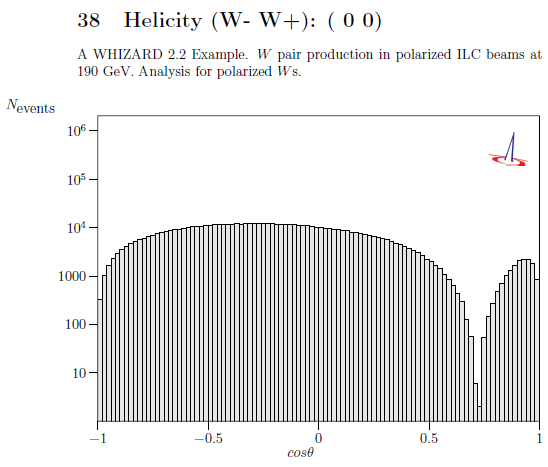 38 Helicity (W- W+): ( 0 0)
A WHIZARD 2.2 Example. W pair production in polarized ILC beams at
190 GeV. Analysis for polarized Ws.
Nevents
10⁶
10⁵
10⁴
1000
100
10
−1 −0.5 0 0.5 1
cosθ